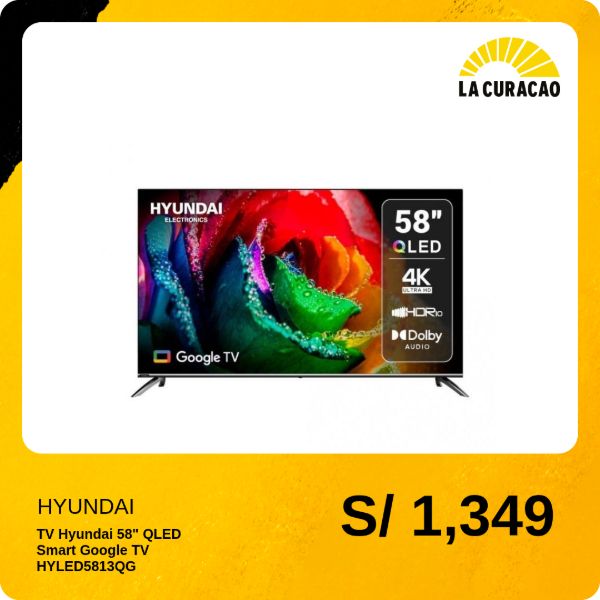 LA CURACAO
HYUNDAI
ELECTRONICS
58"
QLED
4K
ULTRA HD
HDR10
Dolby
AUDIO
Google TV
HYUNDAI
TV Hyundai 58" QLED
Smart Google TV
HYLED5813QG
S/ 1,349